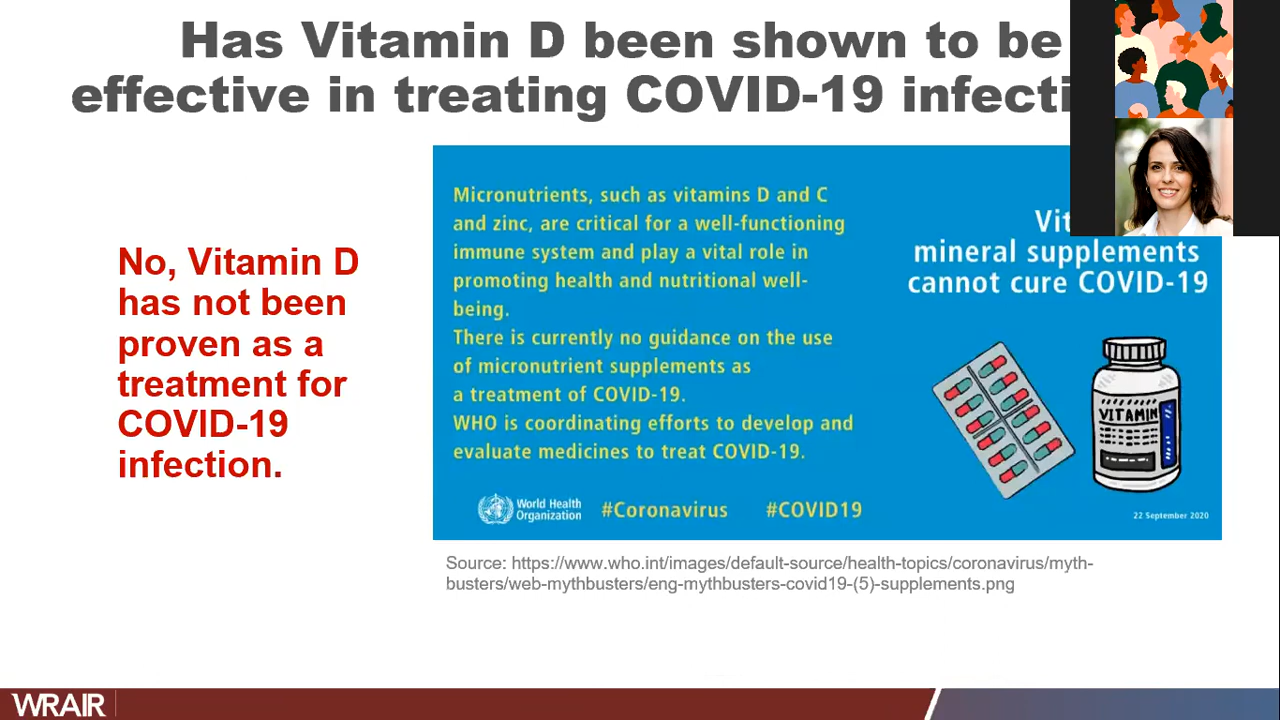 Has Vitamin D been shown to be
effective in treating COVID-19 infecti
No, Vitamin D
has not been
proven as a
treatment for
COVID-19
infection.
Micronutrients, such as vitamins D and C
and zinc, are critical for a well-functioning
immune system and play a vital role in
promoting health and nutritional well-
being.
There is currently no guidance on the use
of micronutrient supplements as
a treatment of COVID-19.
WHO is coordinating efforts to develop and
evaluate medicines to treat COVID-19.
World Health
Organization
#Coronavirus #COVID19
Vit
mineral supplements
cannot cure COVID-19
VITAMIN
22 September 2020
Source: https://www.who.int/images/default-source/health-topics/coronavirus/myth-
busters/web-mythbusters/eng-mythbusters-covid19-(5)-supplements.png
WRAIR